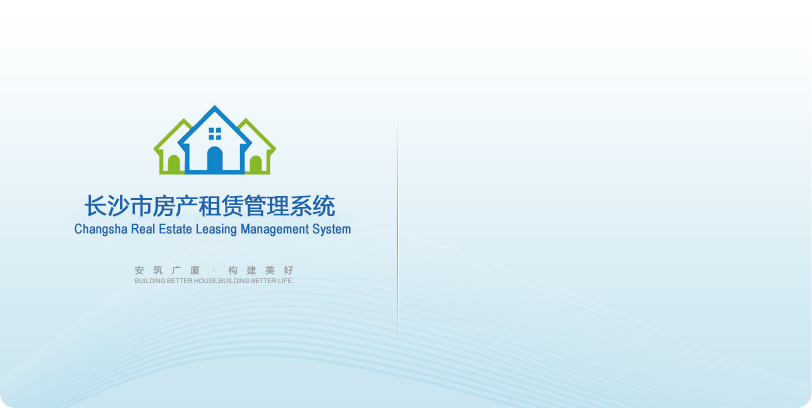 长沙市房产租赁管理系统
Changsha Real Estate Leasing Management System
安筑广厦 · 构建美好
BUILDING BETTER HOUSE,BUILDING BETTER LIFE.